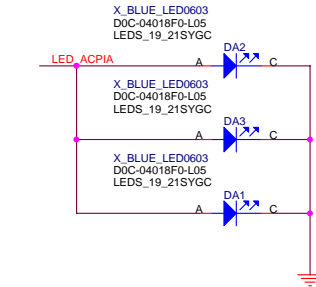 X_BLUE_LED0603
D0C-04018F0-L05
LEDS_19_21SYGC
LED_ACPIA
A
DA2
C
X_BLUE_LED0603
D0C-04018F0-L05
LEDS_19_21SYGC
A
DA3
C
X_BLUE_LED0603
D0C-04018F0-L05
LEDS_19_21SYGC
A
DA1
C